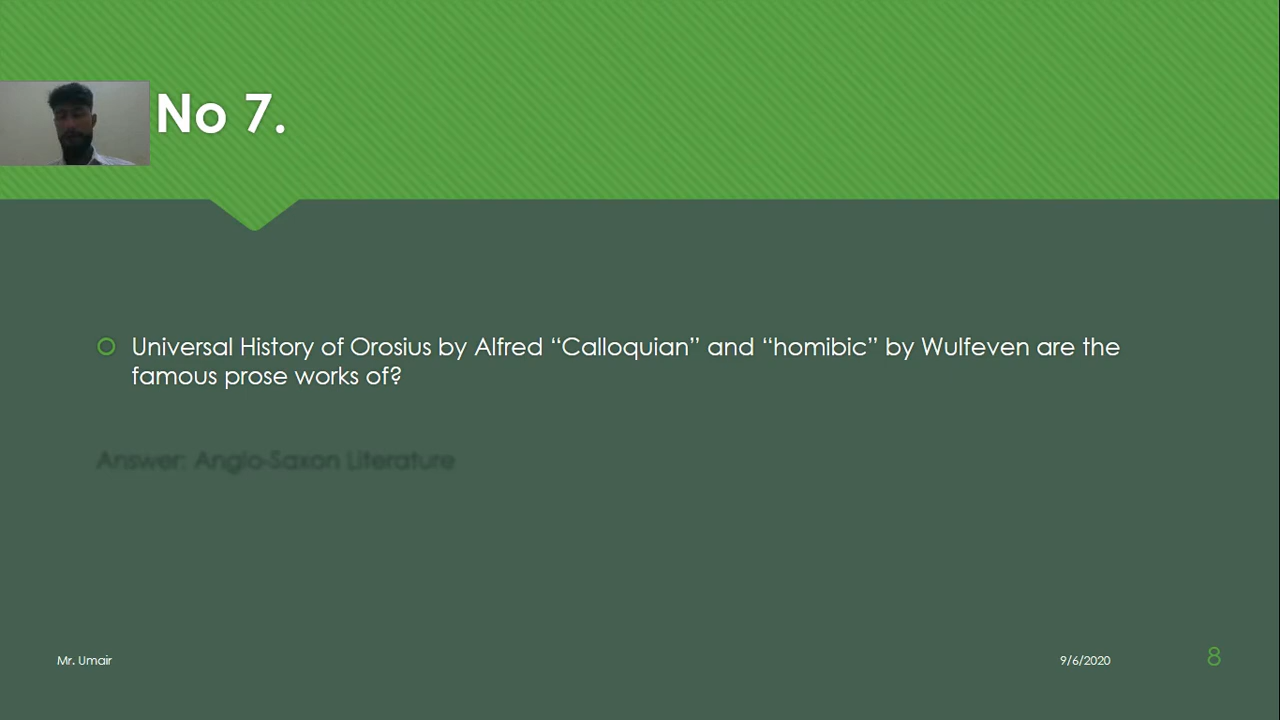 No 7.
Universal History of Orosius by Alfred “Calloquian” and “homibic” by Wulfeven are the
famous prose works of?
Answer: Anglo-Saxon Literature
Mr. Umair
9/6/2020
8